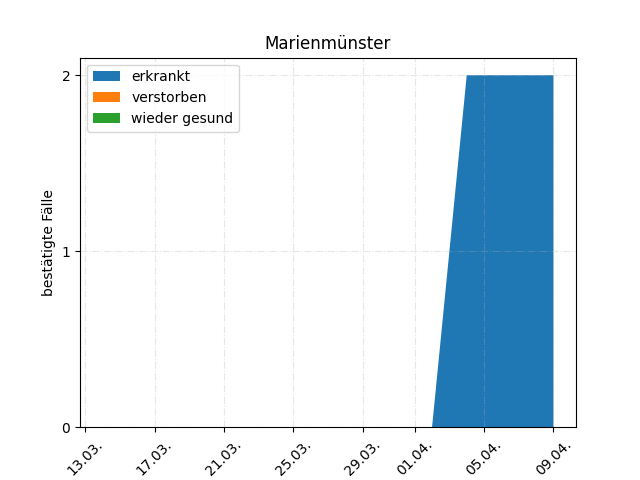 Marienmünster
erkrankt
verstorben
wieder gesund
bestätigte Fälle
2
1
0
13.03.
17.03.
21.03.
25.03.
29.03.
01.04.
05.04.
09.04.